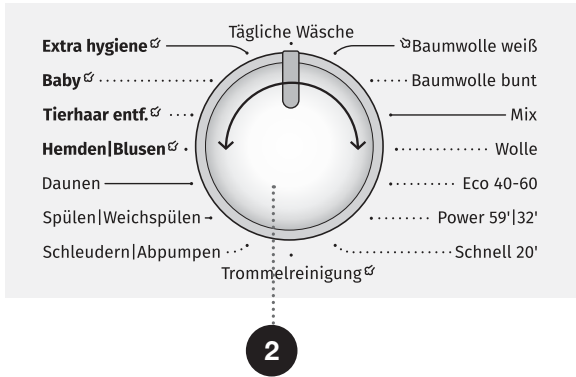 Tägliche Wäsche
Extra hygiene
Baby
Tierhaar entf.
Hemden|Blusen
Daunen
Spülen|Weichspülen
Schleudern|Abpumpen
Baumwolle weiß
Baumwolle bunt
Mix
Wolle
Eco 40-60
Power 59'|32'
Schnell 20'
Trommelreinigung
2